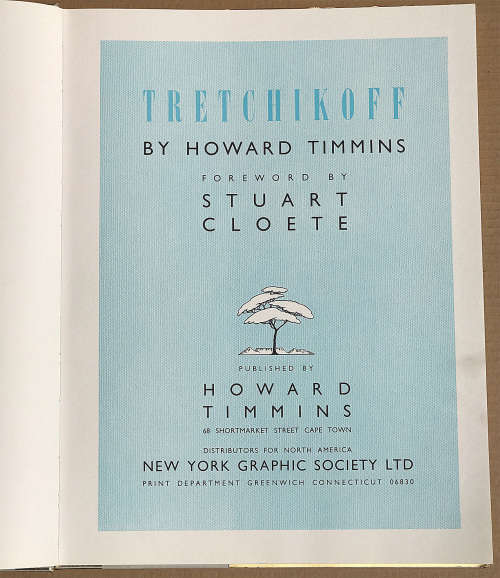 TRETCHIKOFF
BY HOWARD TIMMINS
FOREWORD BY
STUART
CLOETE
PUBLISHED BY
HOWARD
TIMMINS
68 SHORTMARKET STREET CAPE TOWN
DISTRIBUTORS FOR NORTH AMERICA
NEW YORK GRAPHIC SOCIETY LTD
PRINT DEPARTMENT GREENWICH CONNECTICUT 06830